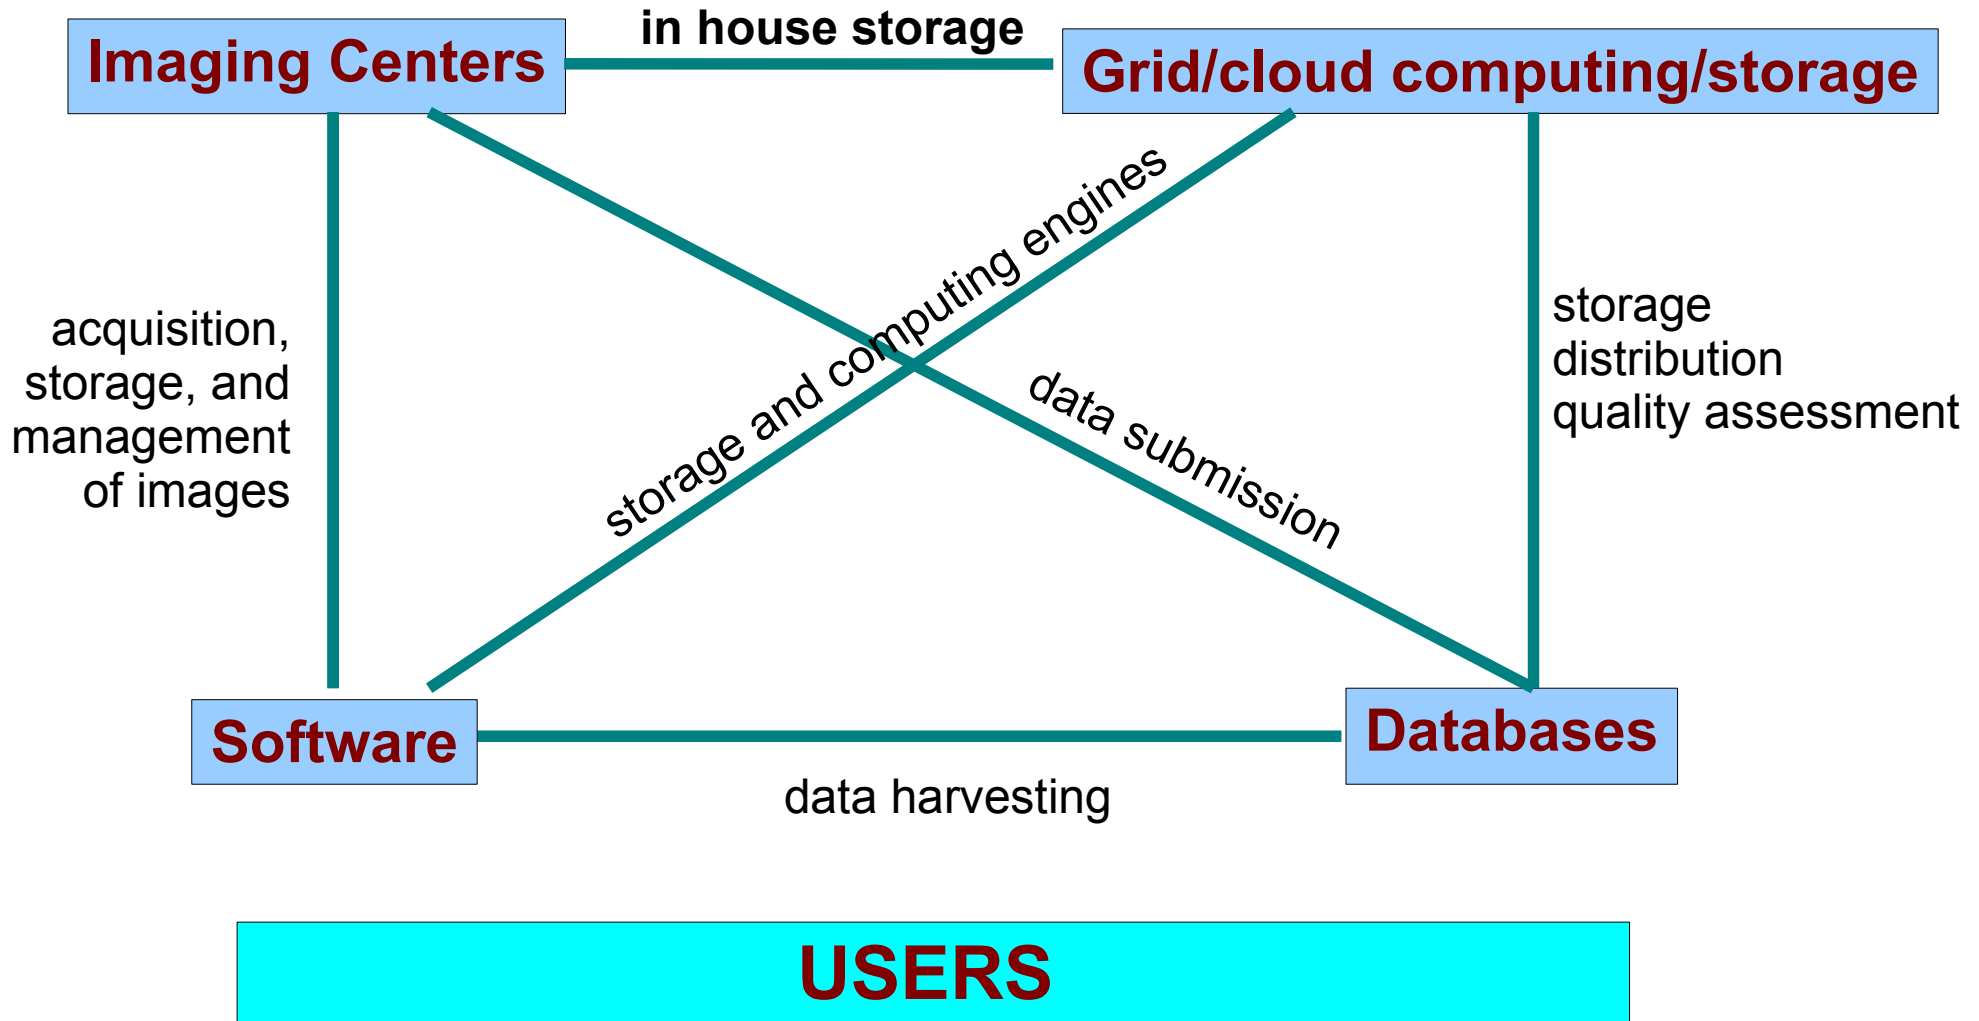 in house storage
Imaging Centers
Grid/cloud computing/storage
storage and computing engines
acquisition,
storage, and
management
of images
data submission
storage
distribution
quality assessment
Software
Databases
data harvesting
USERS